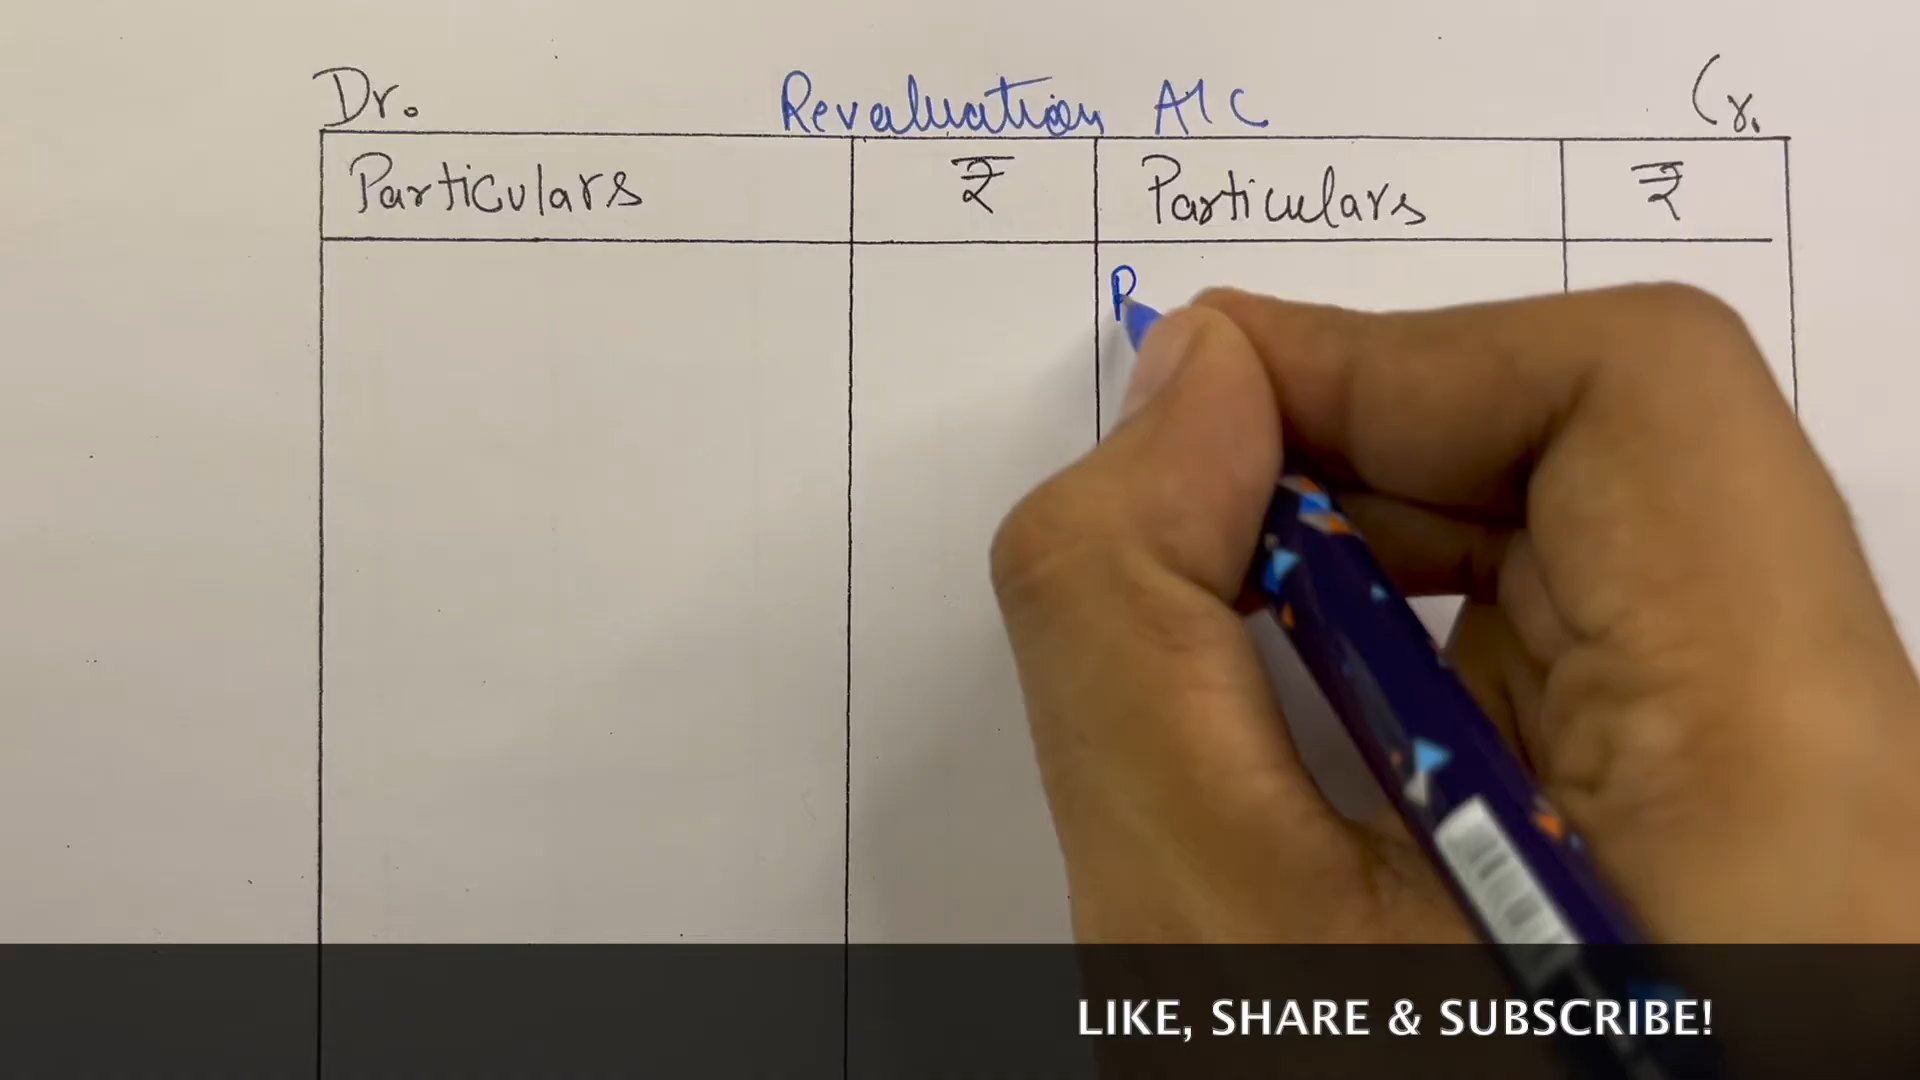 Dr. Revaluation A/C Cr.
Particulars ₹ Particulars ₹
P
LIKE, SHARE & SUBSCRIBE!